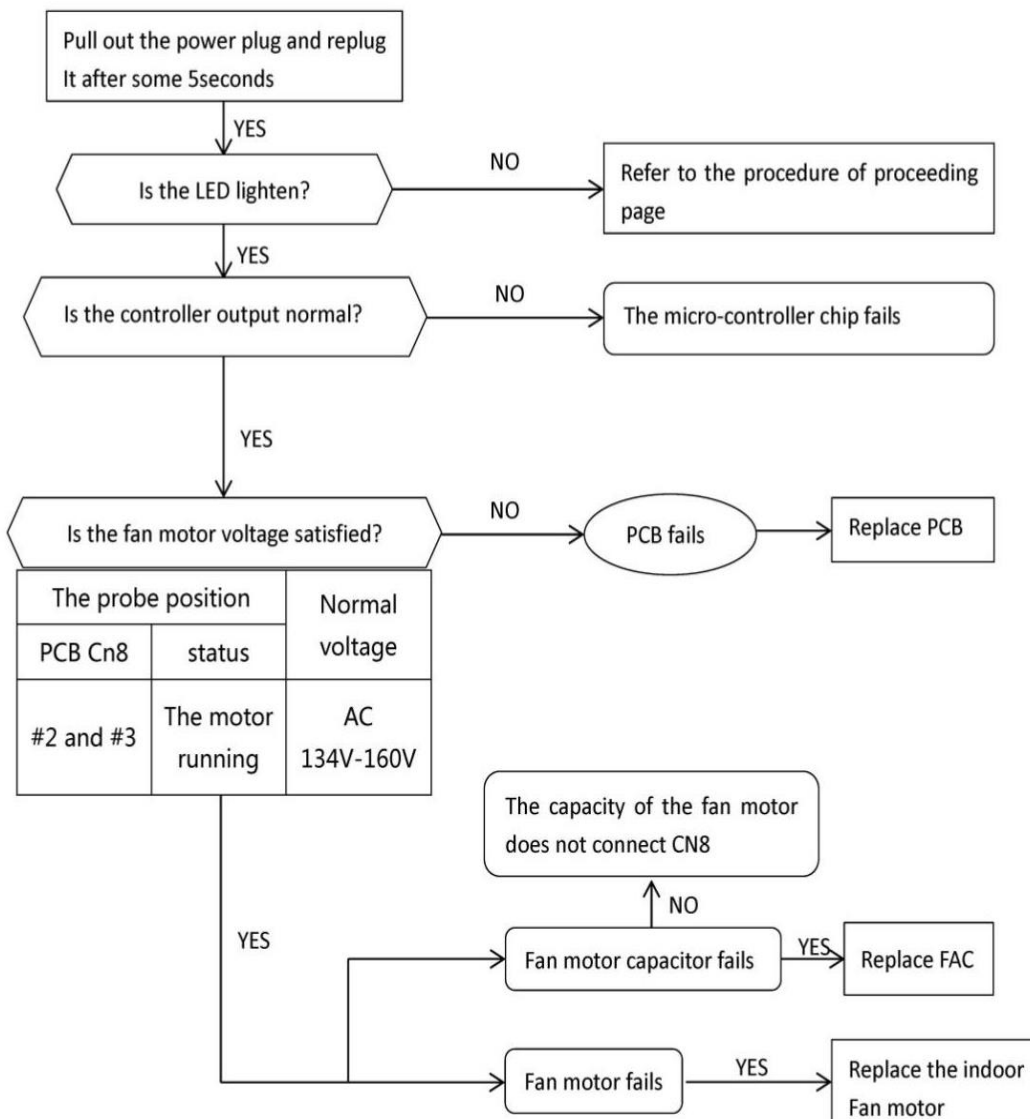 Pull out the power plug and replug
It after some 5seconds
YES
Is the LED lighten?
NO
Refer to the procedure of proceeding
page
YES
Is the controller output normal?
NO
The micro-controller chip fails
YES
Is the fan motor voltage satisfied?
NO
PCB fails
Replace PCB
The probe position
Normal
voltage
PCB Cn8
status
#2 and #3
The motor
running
AC
134V-160V
The capacity of the fan motor
does not connect CN8
NO
YES
Fan motor capacitor fails
YES
Replace FAC
Fan motor fails
YES
Replace the indoor
Fan motor